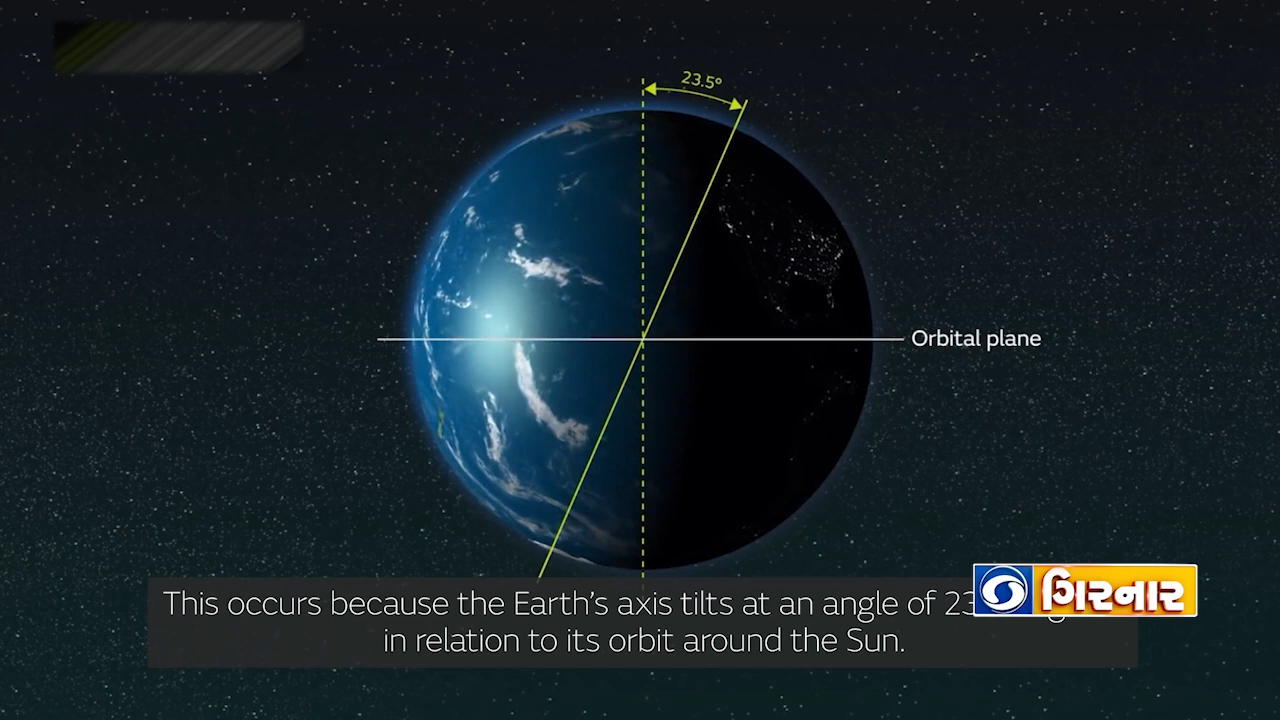 23.5°
Orbital plane
This occurs because the Earth's axis tilts at an angle of
in relation to its orbit around the Sun.
ગિરનાર